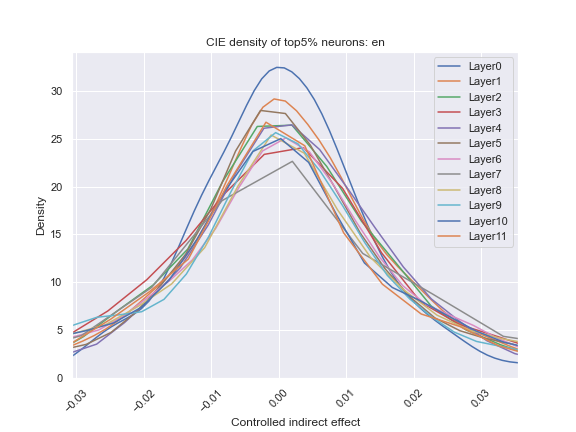 CIE density of top5% neurons: en
Density
30
25
20
15
10
5
0
−0.03
−0.02
−0.01
0.00
0.01
0.02
0.03
Controlled indirect effect
Layer0
Layer1
Layer2
Layer3
Layer4
Layer5
Layer6
Layer7
Layer8
Layer9
Layer10
Layer11